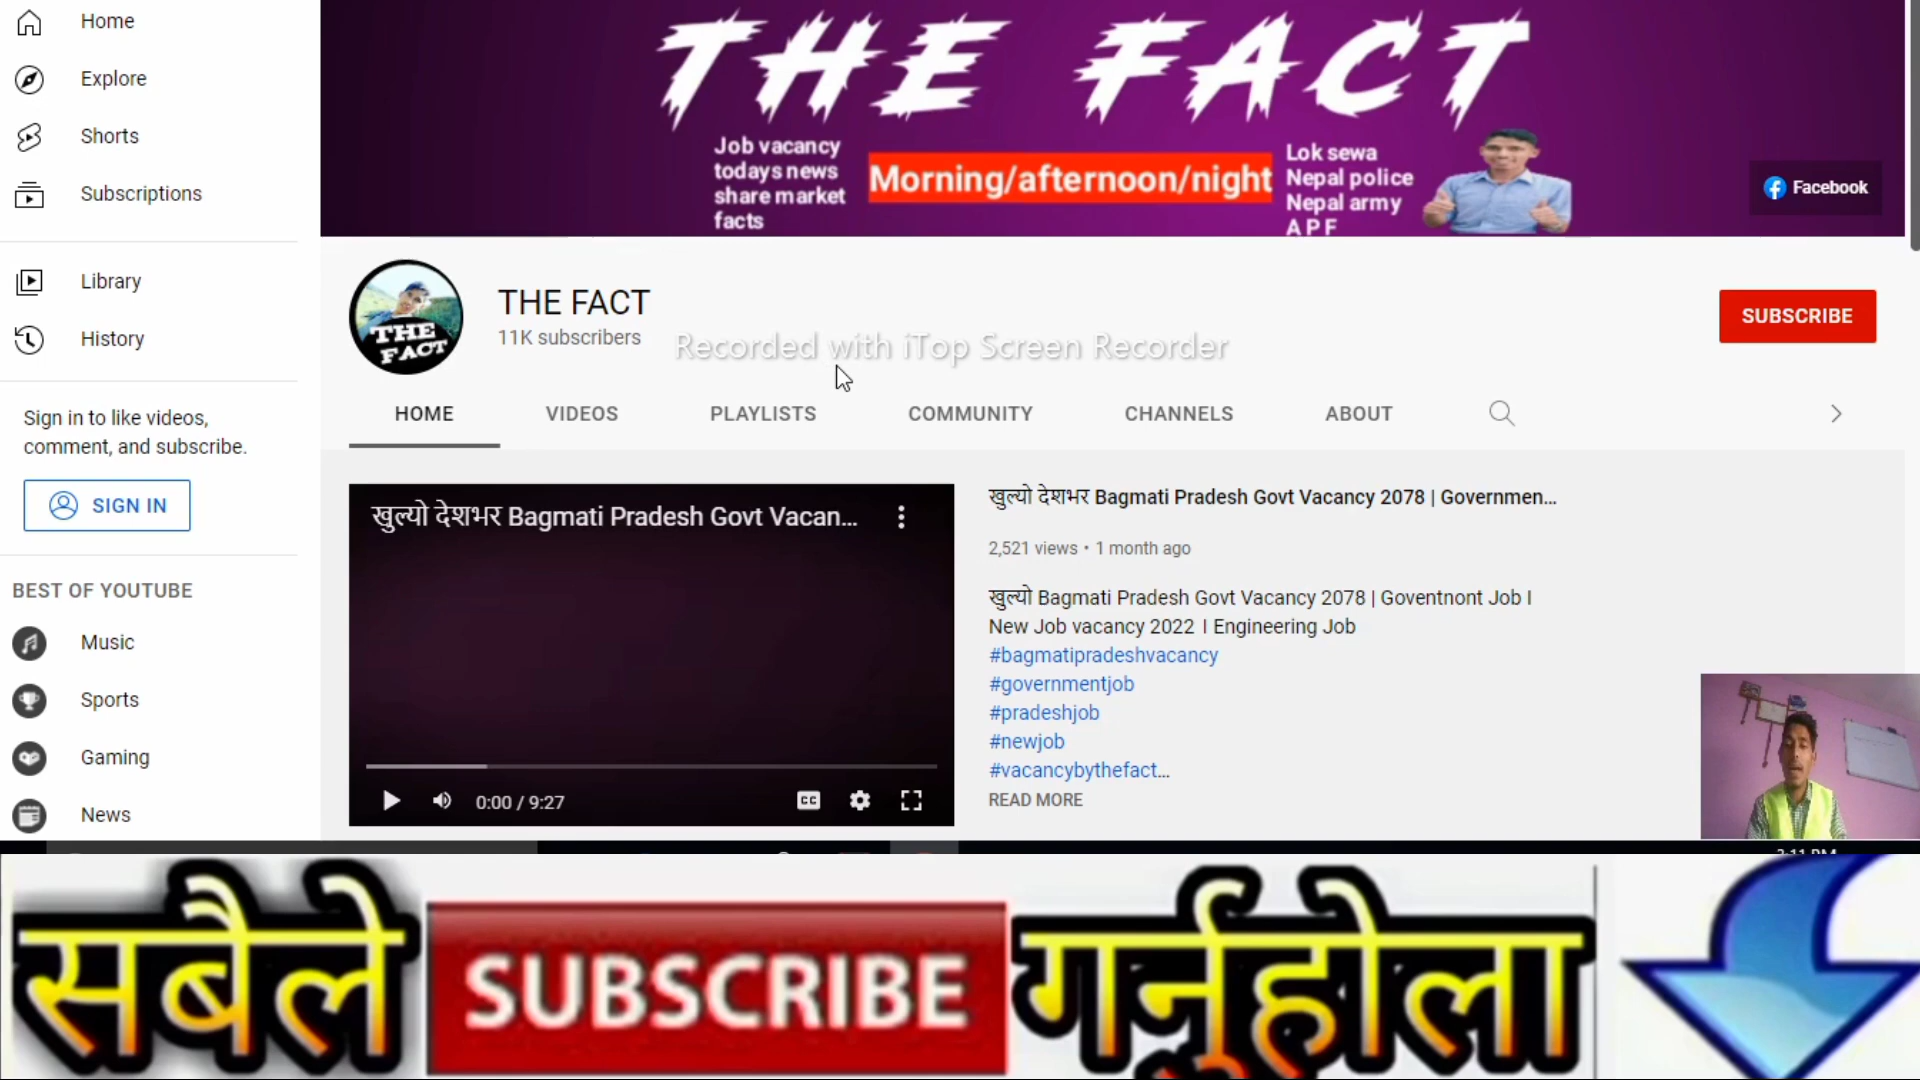 Home
Explore
Shorts
Subscriptions
Library
History
Sign in to like videos,
comment, and subscribe.
SIGN IN
BEST OF YOUTUBE
Music
Sports
Gaming
News
THE FACT
Job vacancy
todays news
share market
facts
Morning/afternoon/night
Lok sewa
Nepal police
Nepal army
A P F
Facebook
THE
FACT
THE FACT
11K subscribers
SUBSCRIBE
Recorded with iTop Screen Recorder
HOME VIDEOS PLAYLISTS COMMUNITY CHANNELS ABOUT
खुल्यो देशभर Bagmati Pradesh Govt Vacan...
0:00 / 9:27
CC
खुल्यो देशभर Bagmati Pradesh Govt Vacancy 2078 | Governmen...
2,521 views • 1 month ago
खुल्यो Bagmati Pradesh Govt Vacancy 2078 | Goventnont Job I
New Job vacancy 2022 I Engineering Job
#bagmatipradeshvacancy
#governmentjob
#pradeshjob
#newjob
#vacancybythefact...
READ MORE
सबैले SUBSCRIBE गर्नुहोला